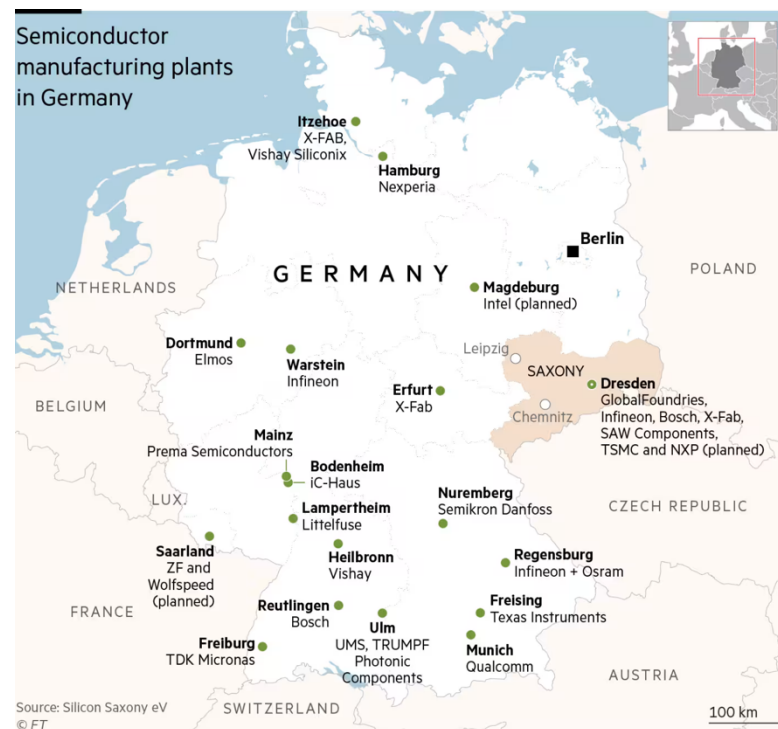 Semiconductor
manufacturing plants
in Germany
Itzehoe
X-FAB,
Vishay Siliconix
Hamburg
Nexperia
Berlin
GERMANY
POLAND
NETHERLANDS
Magdeburg
Intel (planned)
Dortmund
Elmos
Warstein
Infineon
Leipzig
SAXONY
Erfurt
X-Fab
Chemnitz
Dresden
GlobalFoundries,
Infineon, Bosch, X-Fab,
SAW Components,
TSMC and NXP (planned)
BELGIUM
Mainz
Prema Semiconductors
Bodenheim
iC-Haus
LUX.
Lampertheim
Littelfuse
Nuremberg
Semikron Danfoss
CZECH REPUBLIC
Saarland
ZF and
Wolfspeed
(planned)
Heilbronn
Vishay
Regensburg
Infineon + Osram
FRANCE
Reutlingen
Bosch
Ulm
UMS, TRUMPF
Photonic
Components
Freising
Texas Instruments
Freiburg
TDK Micronas
Munich
Qualcomm
AUSTRIA
Source: Silicon Saxony eV
© FT
SWITZERLAND
100 km